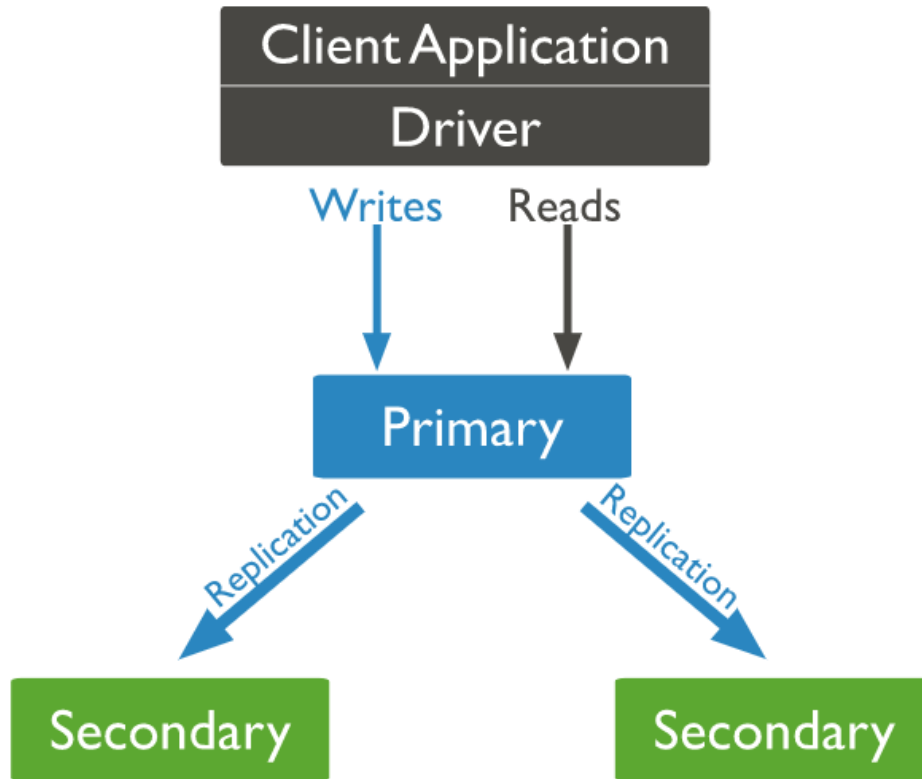 Client Application
Driver
Writes
Reads
Primary
Replication
Replication
Secondary
Secondary